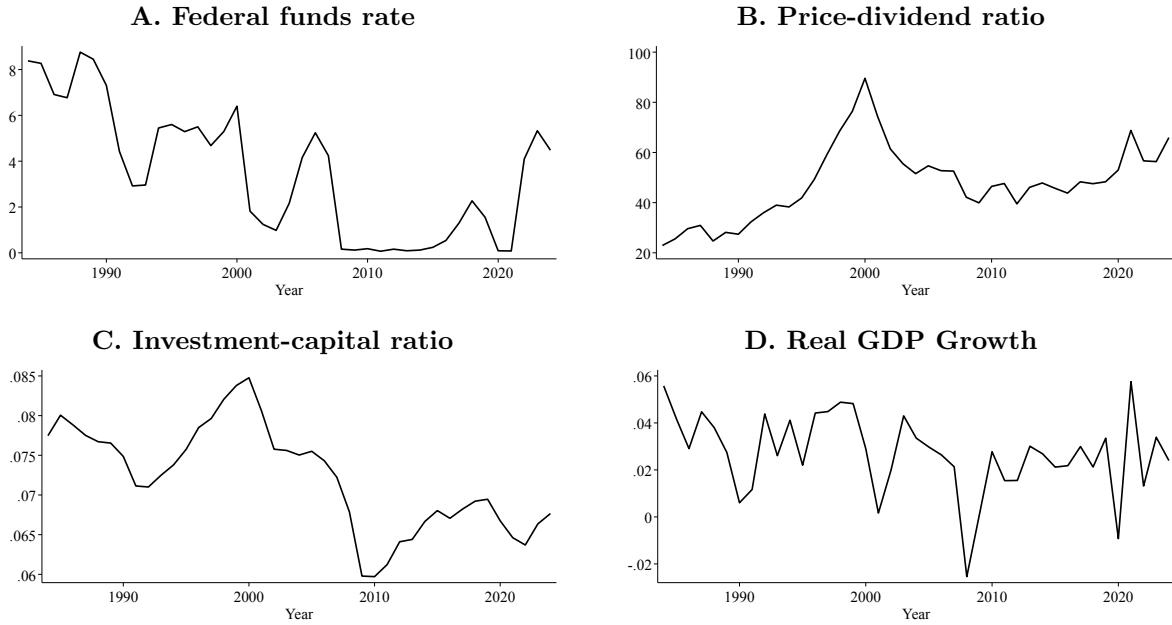 A. Federal funds rate
8
6
4
2
0
1990 2000 2010 2020
Year
B. Price-dividend ratio
100
80
60
40
20
1990 2000 2010 2020
Year
C. Investment-capital ratio
.085
.08
.075
.07
.065
.06
1990 2000 2010 2020
Year
D. Real GDP Growth
.06
.04
.02
0
-.02
1990 2000 2010 2020
Year